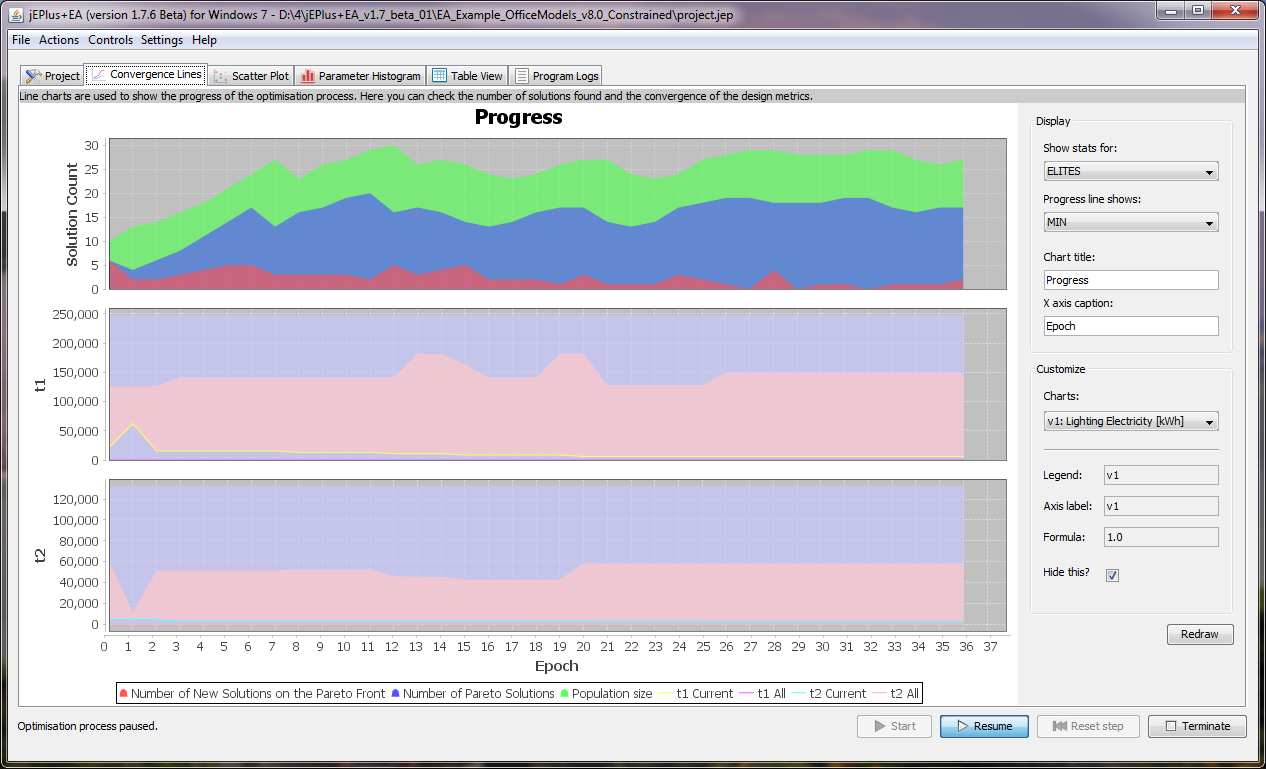 jEPlus+EA (version 1.7.6 Beta) for Windows 7 - D:\4\jEPlus+EA_v1.7_beta_01\EA_Example_OfficeModels_v8.0_Constrained\project.jep
File Actions Controls Settings Help
Project Convergence Lines Scatter Plot Parameter Histogram Table View Program Logs
Line charts are used to show the progress of the optimisation process. Here you can check the number of solutions found and the convergence of the design metrics.
Progress
Solution Count
30
25
20
15
10
5
0
t1
250,000
200,000
150,000
100,000
50,000
0
t2
120,000
100,000
80,000
60,000
40,000
20,000
0
0 1 2 3 4 5 6 7 8 9 10 11 12 13 14 15 16 17 18 19 20 21 22 23 24 25 26 27 28 29 30 31 32 33 34 35 36 37
Epoch
Number of New Solutions on the Pareto Front Number of Pareto Solutions Population size t1 Current t1 All t2 Current t2 All
Display
Show stats for:
ELITES
Progress line shows:
MIN
Chart title:
Progress
X axis caption:
Epoch
Customize
Charts:
v1: Lighting Electricity [kWh]
Legend: v1
Axis label: v1
Formula: 1.0
Hide this?
Redraw
Optimisation process paused.
Start Resume Reset step Terminate